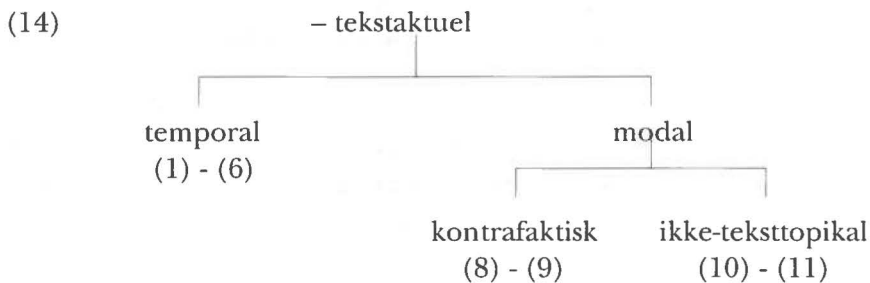 (14) – tekstaktuel
temporal modal
(1) - (6)
kontrafaktisk ikke-teksttopikal
(8) - (9) (10) - (11)